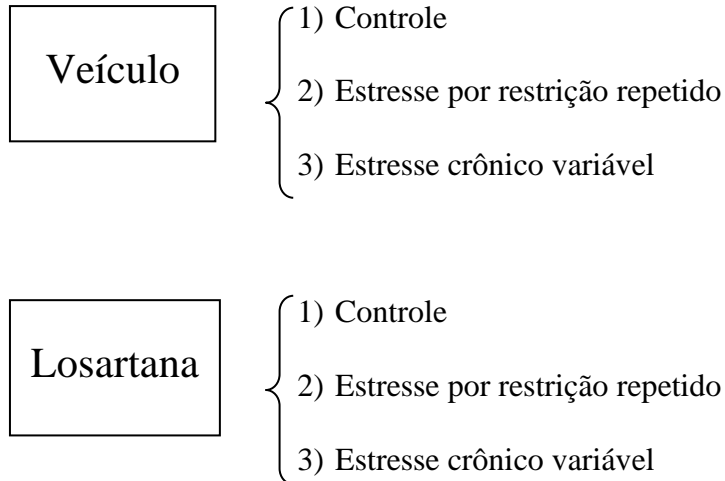 Veículo
1) Controle
2) Estresse por restrição repetido
3) Estresse crônico variável
Losartana
1) Controle
2) Estresse por restrição repetido
3) Estresse crônico variável